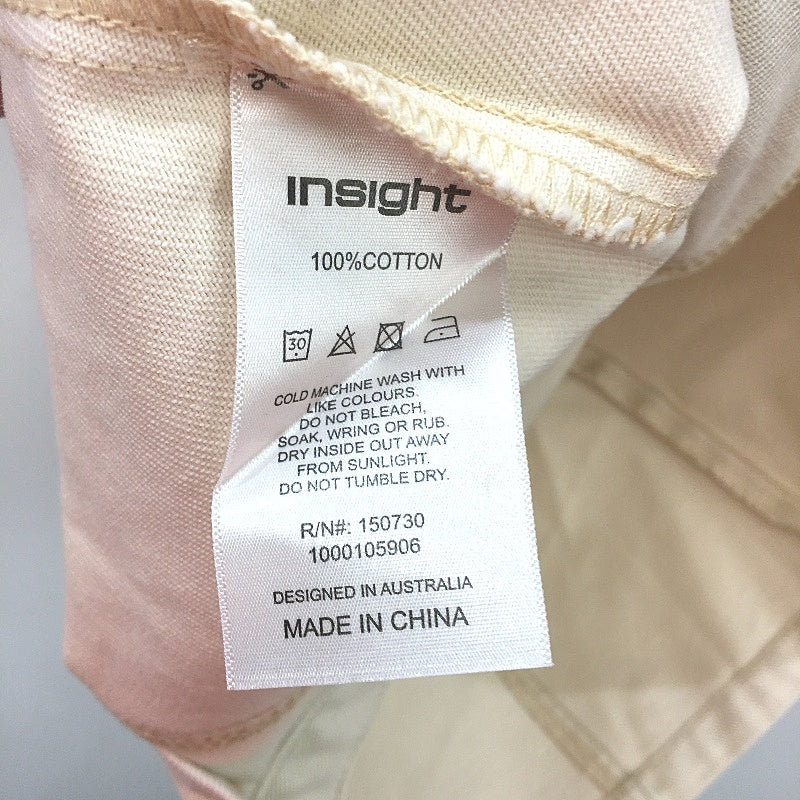 insight
100%COTTON
30
COLD MACHINE WASH WITH
LIKE COLOURS.
DO NOT BLEACH,
SOAK, WRING OR RUB.
DRY INSIDE OUT AWAY
FROM SUNLIGHT.
DO NOT TUMBLE DRY.
R/N#: 150730
1000105906
DESIGNED IN AUSTRALIA
MADE IN CHINA